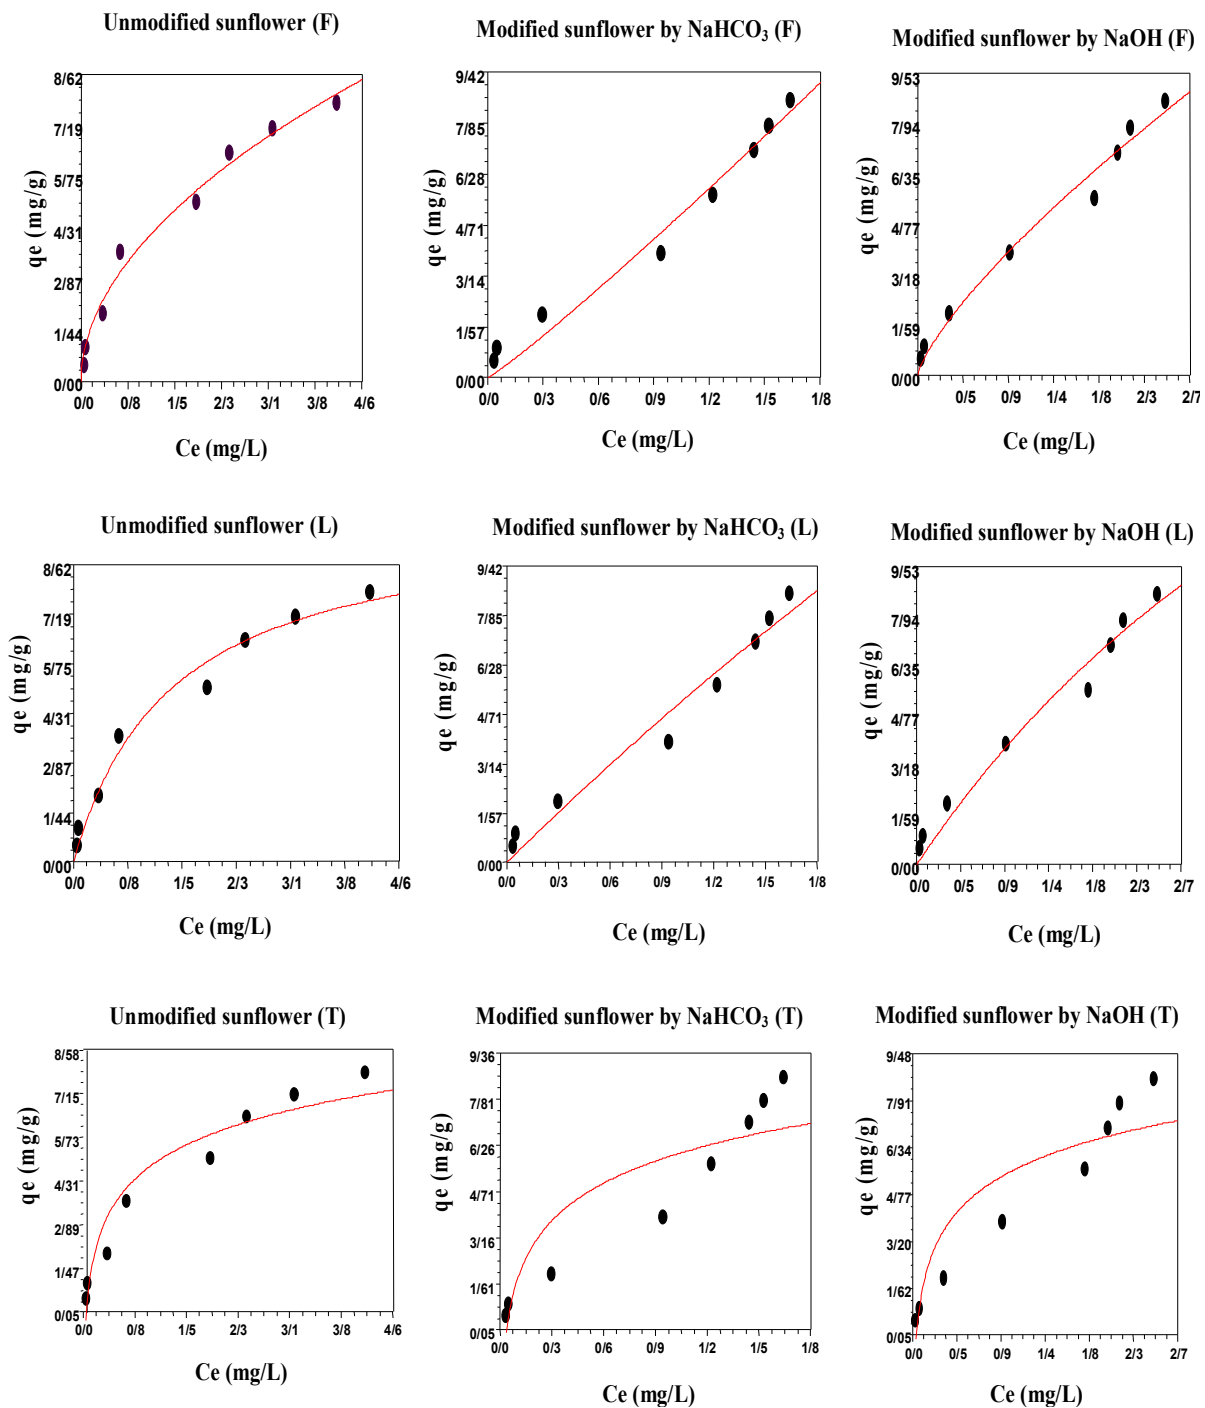 Unmodified sunflower (F)
8/62
7/19
5/75
4/31
2/87
1/44
0/00
0/0 0/8 1/5 2/3 3/1 3/8 4/6
qe (mg/g)
Ce (mg/L)
Modified sunflower by NaHCO₃ (F)
9/42
7/85
6/28
4/71
3/14
1/57
0/00
0/0 0/3 0/6 0/9 1/2 1/5 1/8
qe (mg/g)
Ce (mg/L)
Modified sunflower by NaOH (F)
9/53
7/94
6/35
4/77
3/18
1/59
0/00
0/5 0/9 1/4 1/8 2/3 2/7
qe (mg/g)
Ce (mg/L)
Unmodified sunflower (L)
8/62
7/19
5/75
4/31
2/87
1/44
0/00
0/0 0/8 1/5 2/3 3/1 3/8 4/6
qe (mg/g)
Ce (mg/L)
Modified sunflower by NaHCO₃ (L)
9/42
7/85
6/28
4/71
3/14
1/57
0/00
0/0 0/3 0/6 0/9 1/2 1/5 1/8
qe (mg/g)
Ce (mg/L)
Modified sunflower by NaOH (L)
9/53
7/94
6/35
4/77
3/18
1/59
0/00
0/0 0/5 0/9 1/4 1/8 2/3 2/7
qe (mg/g)
Ce (mg/L)
Unmodified sunflower (T)
8/58
7/15
5/73
4/31
2/89
1/47
0/05
0/0 0/8 1/5 2/3 3/1 3/8 4/6
qe (mg/g)
Ce (mg/L)
Modified sunflower by NaHCO₃ (T)
9/36
7/81
6/26
4/71
3/16
1/61
0/05
0/0 0/3 0/6 0/9 1/2 1/5 1/8
qe (mg/g)
Ce (mg/L)
Modified sunflower by NaOH (T)
9/48
7/91
6/34
4/77
3/20
1/62
0/05
0/0 0/5 0/9 1/4 1/8 2/3 2/7
qe (mg/g)
Ce (mg/L)